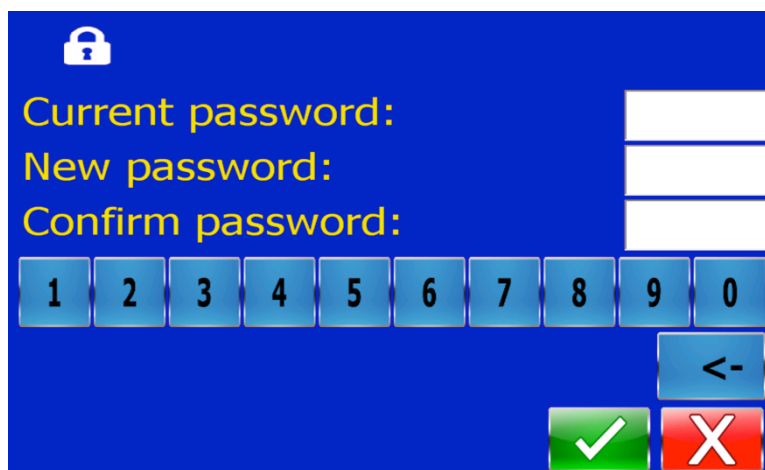 Current password:
New password:
Confirm password:
1 2 3 4 5 6 7 8 9 0
<-
X